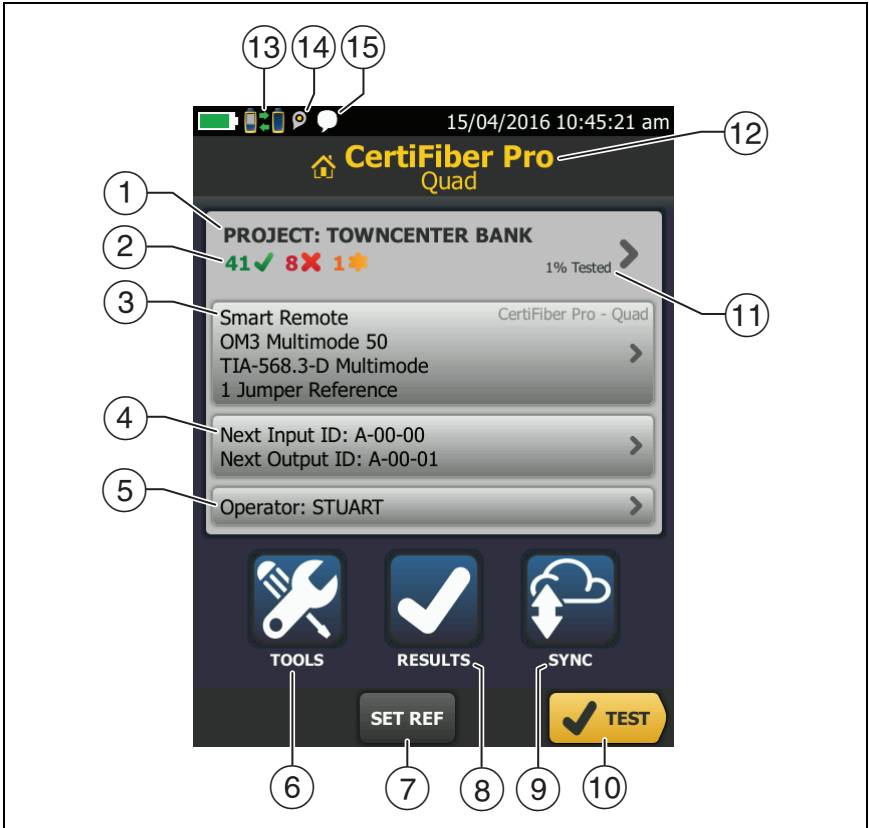 13 14 15
15/04/2016 10:45:21 am
12
CertiFiber Pro
Quad
1
PROJECT: TOWNCENTER BANK
2
41 8 1
1% Tested
11
3
Smart Remote
CertiFiber Pro - Quad
OM3 Multimode 50
TIA-568.3-D Multimode
1 Jumper Reference
4
Next Input ID: A-00-00
Next Output ID: A-00-01
5
Operator: STUART
TOOLS
RESULTS
SYNC
SET REF
TEST
6 7 8 9 10